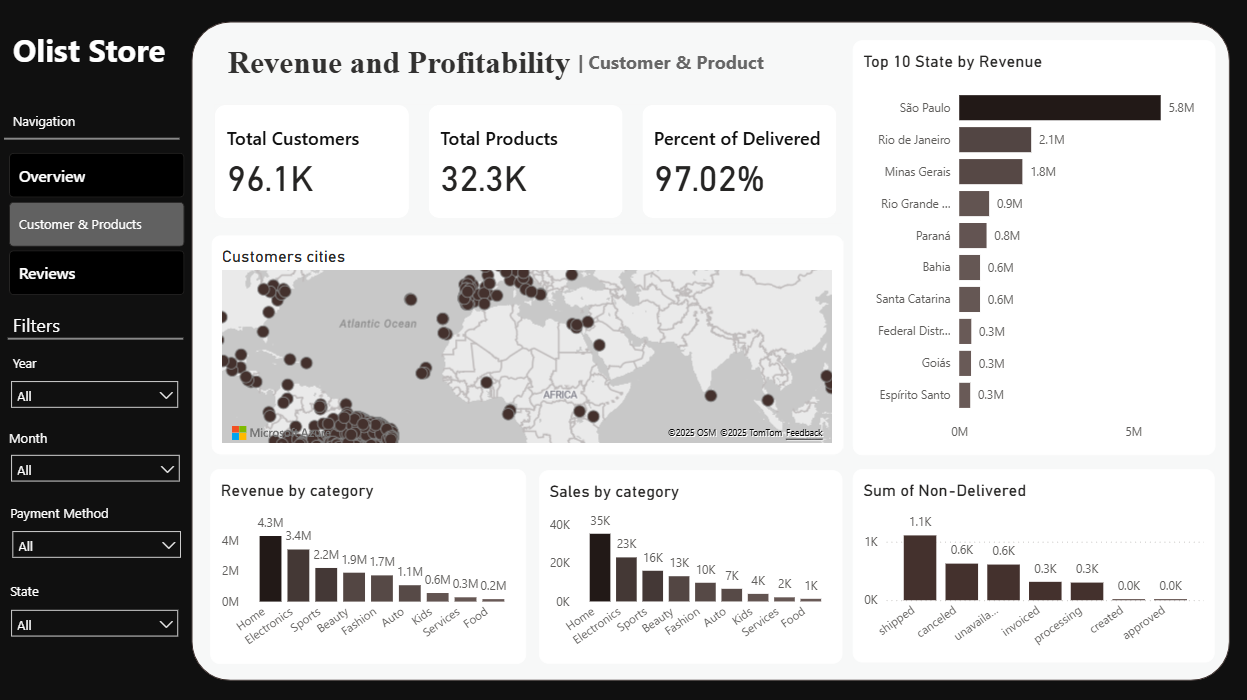 Olist Store
Navigation
Overview
Customer & Products
Reviews
Filters
Year
All
Month
All
Payment Method
All
State
All
Revenue and Profitability | Customer & Product
Total Customers
96.1K
Total Products
32.3K
Percent of Delivered
97.02%
Customers cities
Atlantic Ocean
AFRICA
Microsoft
©2025 OSM ©2025 TomTom Feedback
Top 10 State by Revenue
São Paulo 5.8M
Rio de Janeiro 2.1M
Minas Gerais 1.8M
Rio Grande ... 0.9M
Paraná 0.8M
Bahia 0.6M
Santa Catarina 0.6M
Federal Distr... 0.3M
Goiás 0.3M
Espírito Santo 0.3M
0M 5M
Revenue by category
4.3M 3.4M 2.2M 1.9M 1.7M 1.1M 0.6M 0.3M 0.2M
4M
2M
0M
Home Electronics Sports Beauty Fashion Auto Kids Services Food
Sales by category
35K 23K 16K 13K 10K 7K 4K 2K 1K
40K
20K
0K
Home Electronics Sports Beauty Fashion Auto Kids Services Food
Sum of Non-Delivered
1.1K 0.6K 0.6K 0.3K 0.3K 0.0K 0.0K
1K
0K
shipped canceled unavaila... invoiced processing created approved